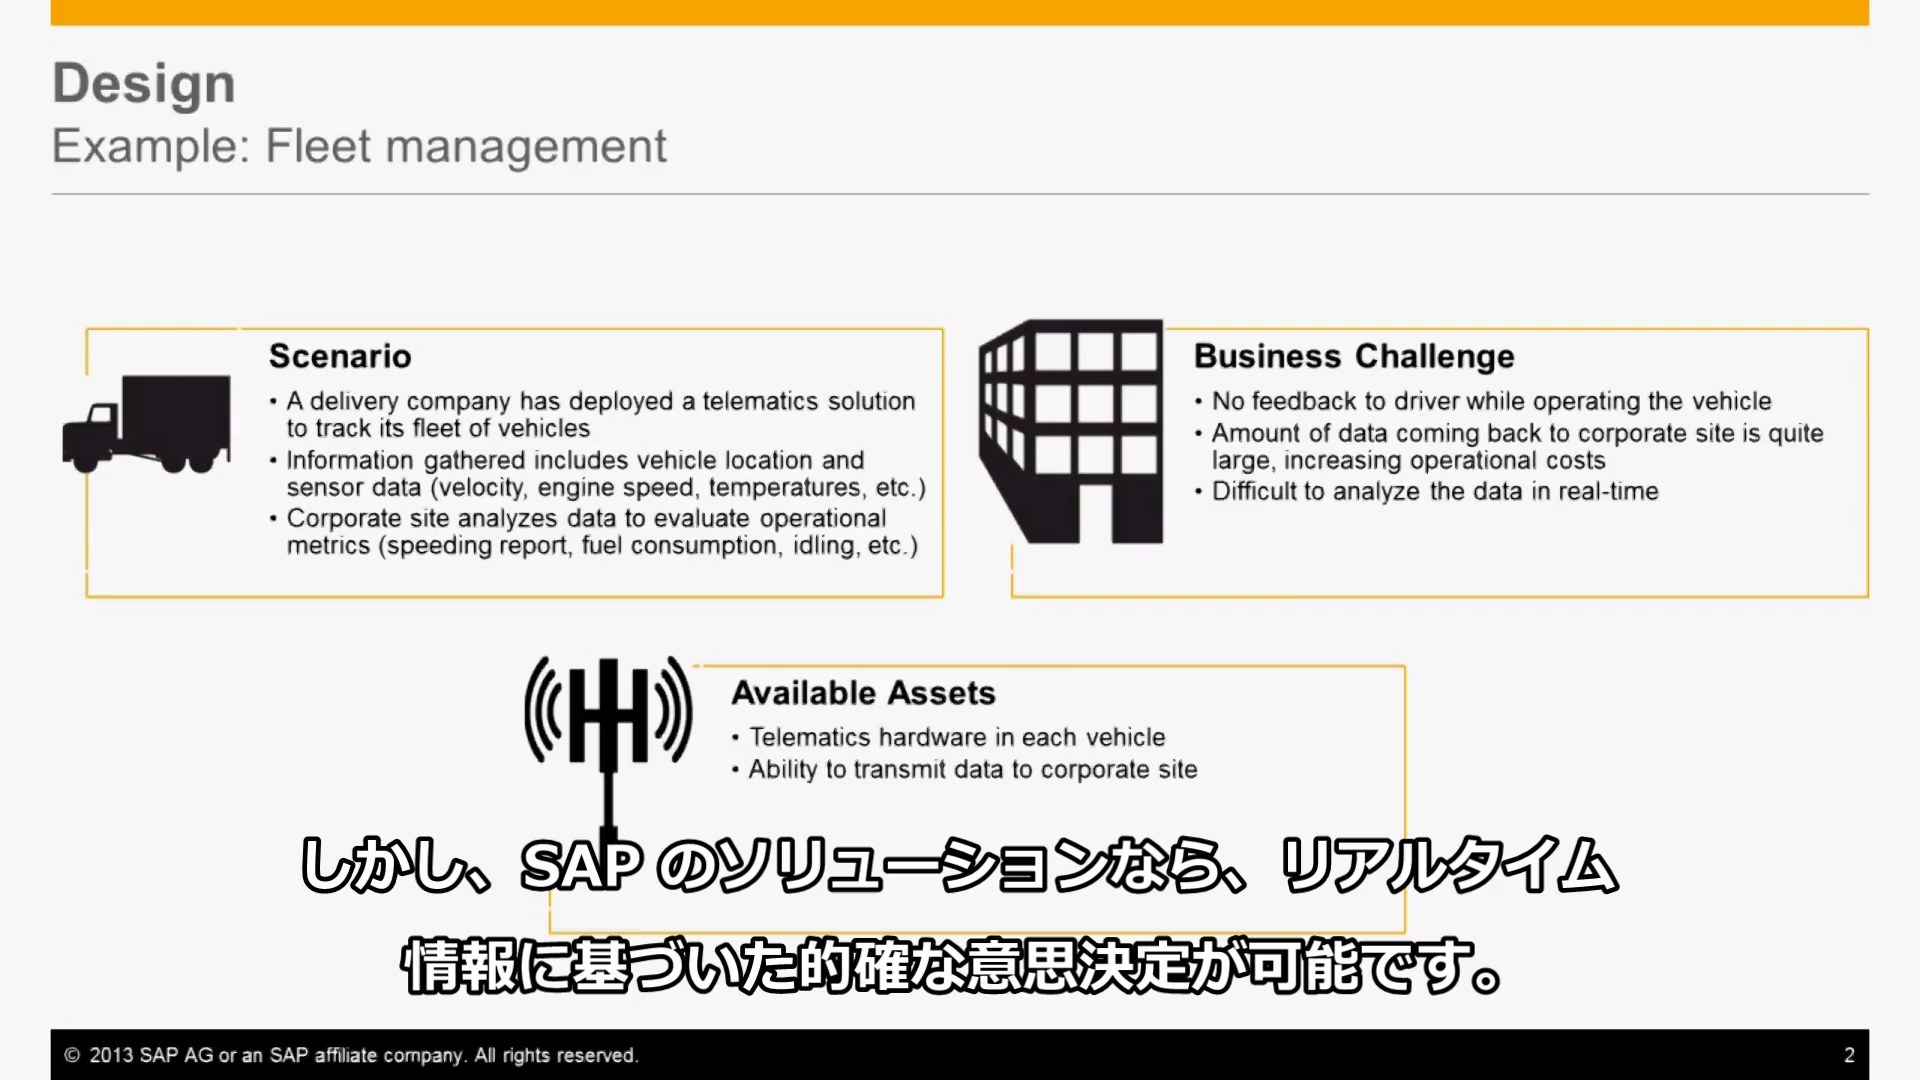 Design
Example: Fleet management
Scenario
• A delivery company has deployed a telematics solution
to track its fleet of vehicles
• Information gathered includes vehicle location and
sensor data (velocity, engine speed, temperatures, etc.)
• Corporate site analyzes data to evaluate operational
metrics (speeding report, fuel consumption, idling, etc.)
Business Challenge
• No feedback to driver while operating the vehicle
• Amount of data coming back to corporate site is quite
large, increasing operational costs
• Difficult to analyze the data in real-time
Available Assets
• Telematics hardware in each vehicle
• Ability to transmit data to corporate site
しかし、SAP のソリューションなら、リアルタイム
情報に基づいた的確な意思決定が可能です。
© 2013 SAP AG or an SAP affiliate company. All rights reserved.
2